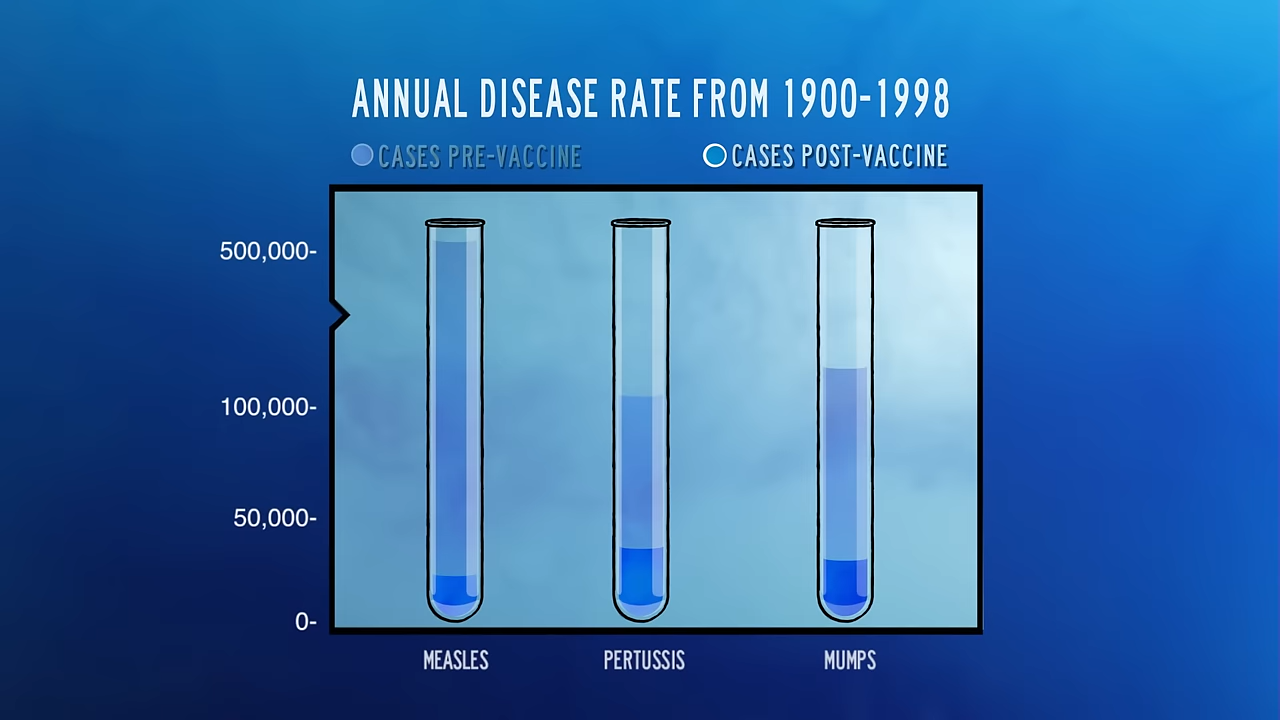 ANNUAL DISEASE RATE FROM 1900-1998
CASES PRE-VACCINE CASES POST-VACCINE
500,000-
100,000-
50,000-
0-
MEASLES PERTUSSIS MUMPS